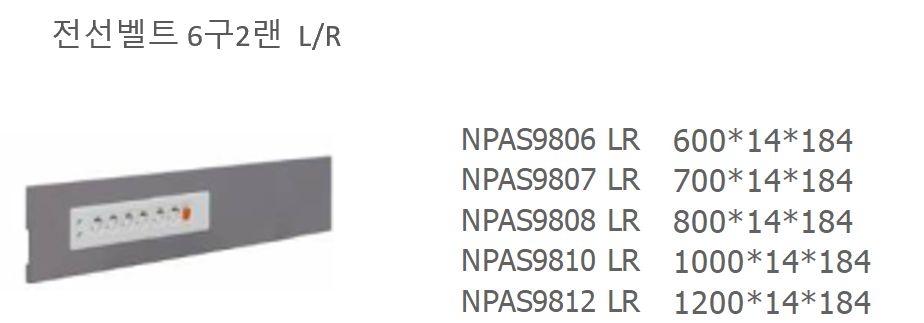 전선벨트 6구2랜 L/R
NPAS9806 LR 600*14*184
NPAS9807 LR 700*14*184
NPAS9808 LR 800*14*184
NPAS9810 LR 1000*14*184
NPAS9812 LR 1200*14*184